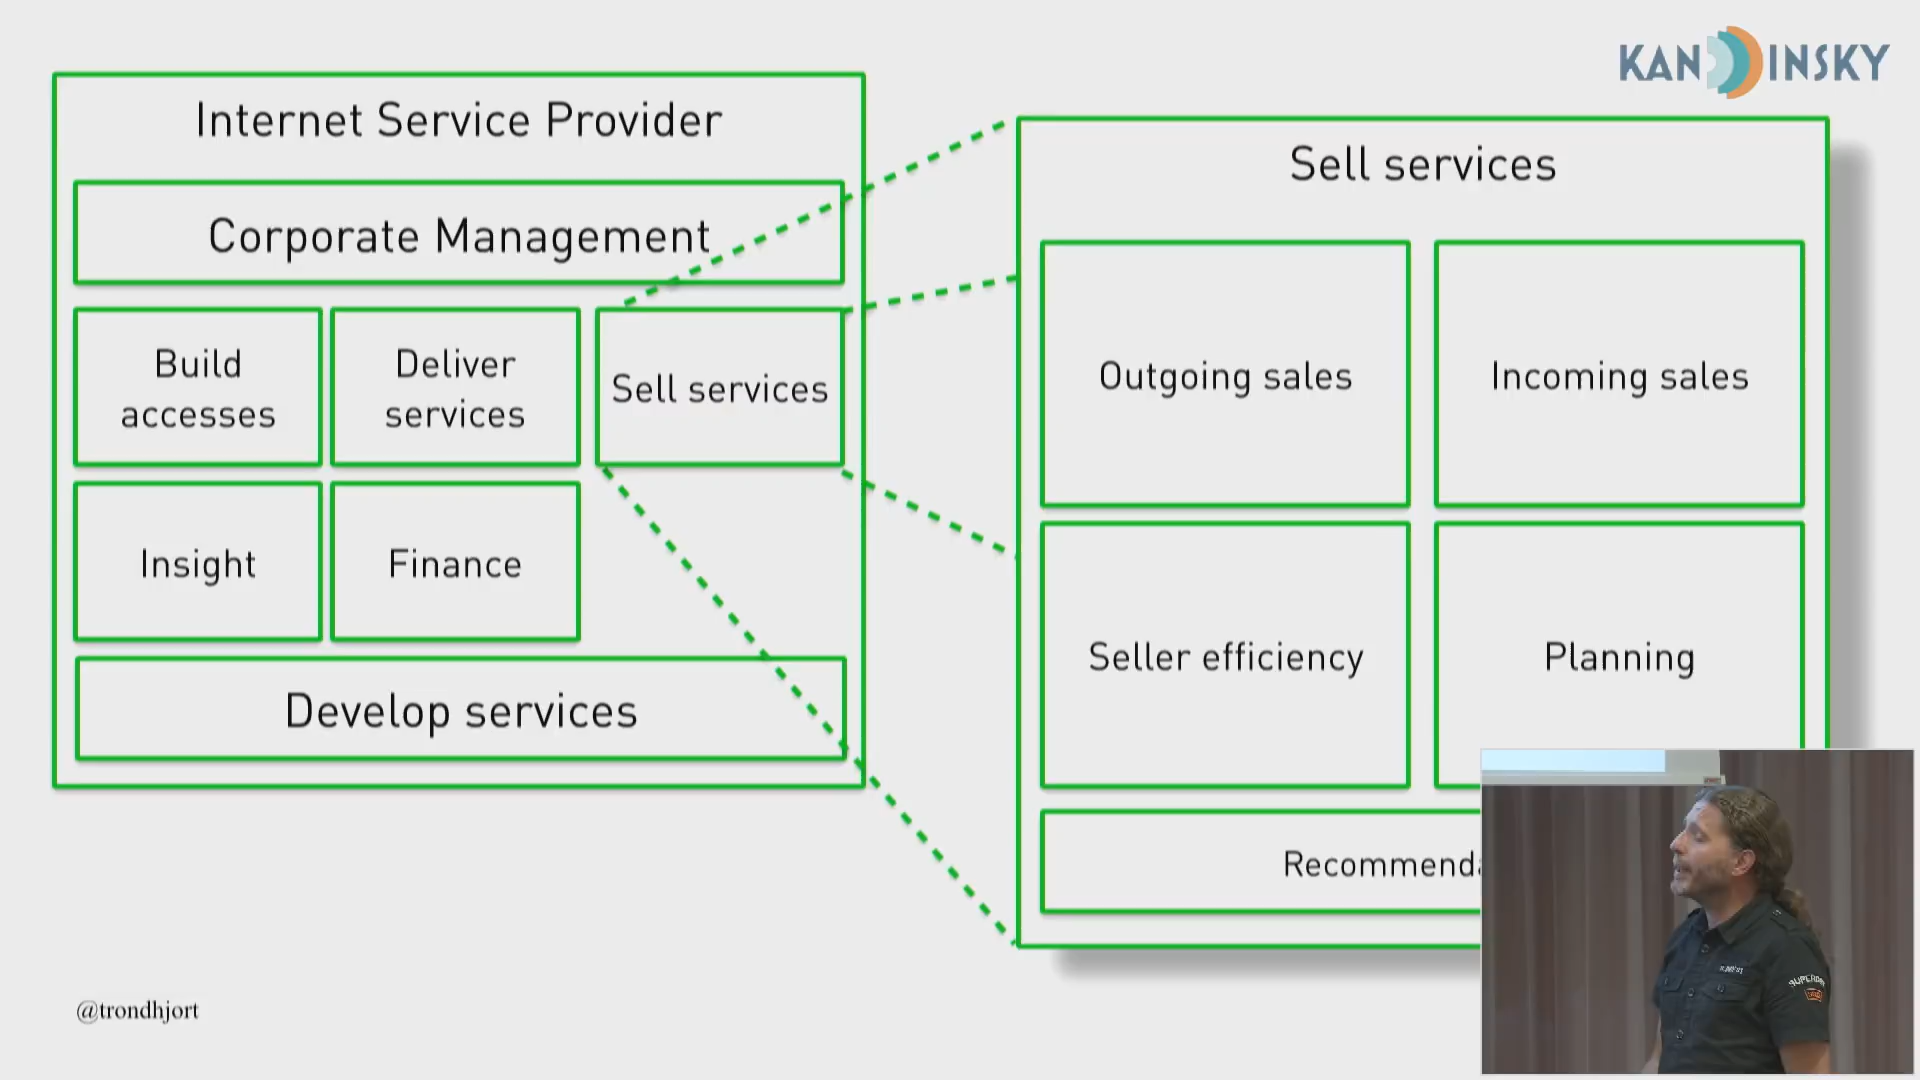 KANDDINSKY
Internet Service Provider
Corporate Management
Build
accesses
Deliver
services
Sell services
Insight
Finance
Develop services
Sell services
Outgoing sales
Incoming sales
Seller efficiency
Planning
@trondhjort